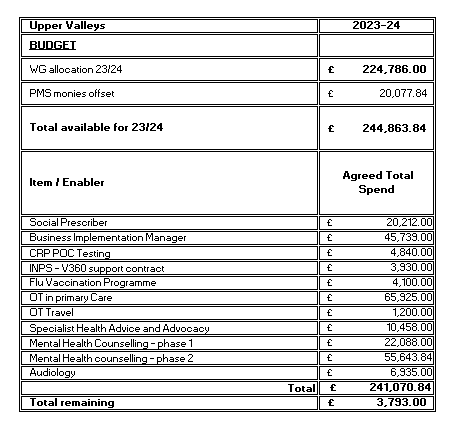 Upper Valleys 2023-24
BUDGET
WG allocation 23/24 £ 224,786.00
PMS monies offset £ 20,077.84
Total available for 23/24 £ 244,863.84
Item / Enabler Agreed Total
Spend
Social Prescriber £ 20,212.00
Business Implementation Manager £ 45,739.00
CRP POC Testing £ 4,840.00
INPS - V360 support contract £ 3,930.00
Flu Vaccination Programme £ 4,100.00
OT in primary Care £ 65,925.00
OT Travel £ 1,200.00
Specialist Health Advice and Advocacy £ 10,458.00
Mental Health Counselling - phase 1 £ 22,088.00
Mental Health counselling - phase 2 £ 55,643.84
Audiology £ 6,935.00
Total £ 241,070.84
Total remaining £ 3,793.00